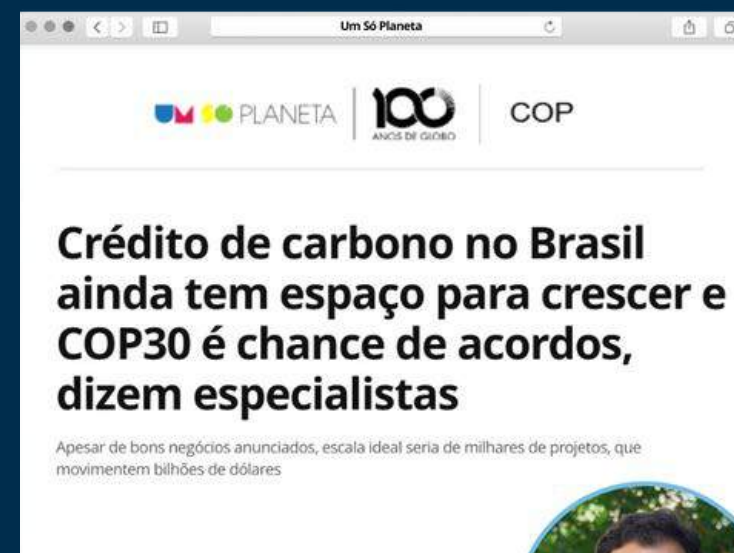 Um Só Planeta
UM SÓ PLANETA
100
ANOS DE GLOBO
COP
Crédito de carbono no Brasil
ainda tem espaço para crescer e
COP30 é chance de acordos,
dizem especialistas
Apesar de bons negócios anunciados, escala ideal seria de milhares de projetos, que
movimentem bilhões de dólares